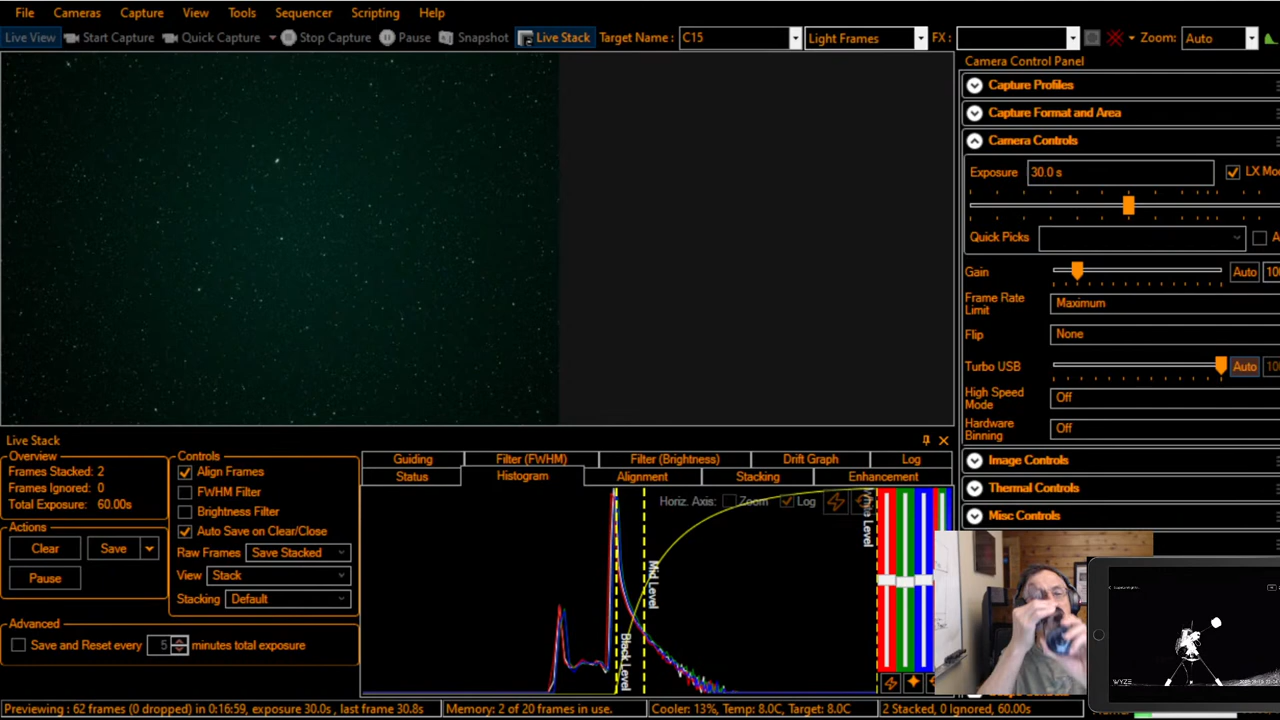 File Cameras Capture View Tools Sequencer Scripting Help
Live View Start Capture Quick Capture Stop Capture Pause Snapshot Live Stack Target Name : C15 Light Frames FX : Zoom: Auto
Camera Control Panel
Capture Profiles
Capture Format and Area
Camera Controls
Exposure 30.0 s LX Mo
Quick Picks A
Gain Auto 10
Frame Rate Limit Maximum
Flip None
Turbo USB Auto 10
High Speed Mode Off
Hardware Binning Off
Image Controls
Thermal Controls
Misc Controls
Live Stack
Overview
Frames Stacked: 2
Frames Ignored: 0
Total Exposure: 60.00s
Actions
Clear Save
Pause
Controls
Align Frames
FWHM Filter
Brightness Filter
Auto Save on Clear/Close
Raw Frames Save Stacked
View Stack
Stacking Default
Advanced
Save and Reset every 5 minutes total exposure
Guiding Filter (FWHM) Filter (Brightness) Drift Graph Log
Status Histogram Alignment Stacking Enhancement
Horiz. Axis: Zoom Log
Black Level
Mid Level
White Level
WYZE
Previewing : 62 frames (0 dropped) in 0:16:59, exposure 30.0s, last frame 30.8s Memory: 2 of 20 frames in use. Cooler: 13%, Temp: 8.0C, Target: 8.0C 2 Stacked, 0 Ignored, 60.00s